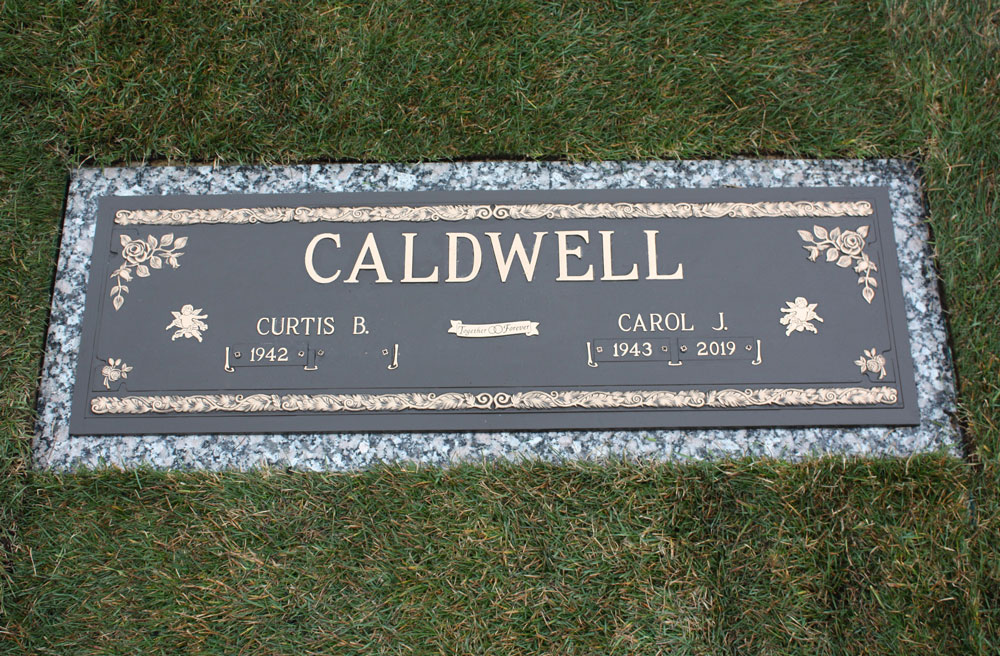 CALDWELL
CURTIS B.
1942
Together Forever
CAROL J.
1943 2019